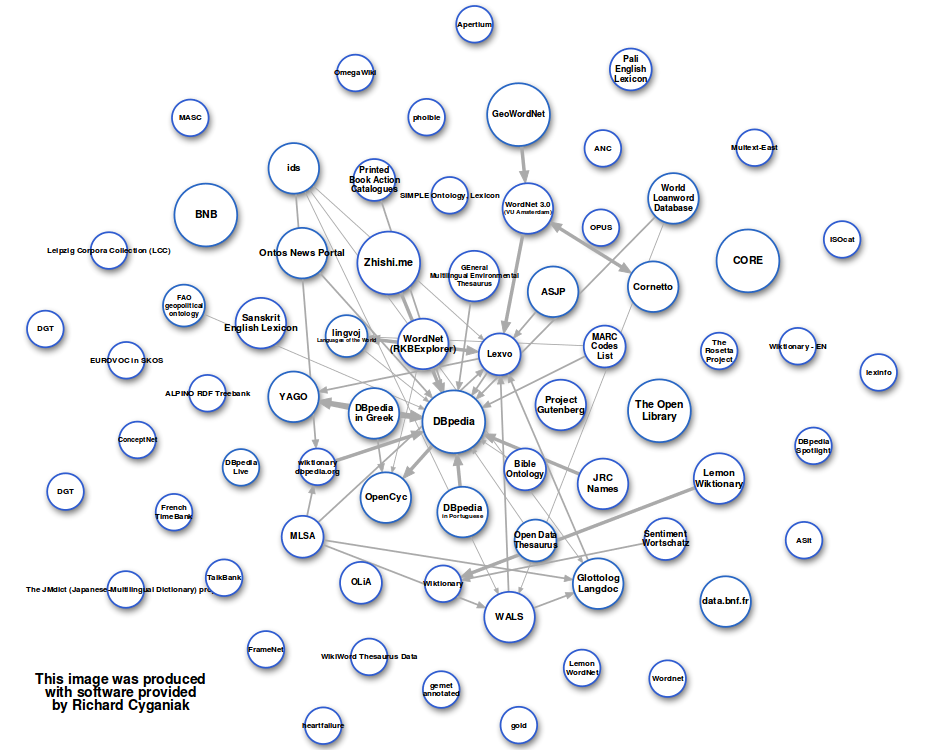 Apertium
Pali
English
Lexicon
OmegaWiki
MASC
phoible
GeoWordNet
ANC
Multext-East
ids
Printed
Book Action
Catalogues
SIMPLE Ontology Lexicon
WordNet 3.0
(VU Amsterdam)
World
Loanword
Database
BNB
OPUS
ISOcat
Leipzig Corpora Collection (LCC)
Ontos News Portal
Zhishi.me
GEneral
Multilingual Environmental
Thesaurus
CORE
ASJP
Cornetto
FAO
geopolitical
ontology
Sanskrit
English Lexicon
lingvoj
Languages of the World
WordNet
(RKBExplorer)
Lexvo
MARC
Codes
List
The
Rosetta
Project
Wiktionary - EN
DGT
EURDVOC in SKOS
lexinfo
ALPINO RDF Treebank
YAGO
DBpedia
in Greek
DBpedia
Project
Gutenberg
The Open
Library
ConceptNet
DBpedia
Spotlight
DBpedia
Live
wiktionary
dbpedia.org
Bible
Ontology
JRC
Names
Lemon
Wiktionary
DGT
OpenCyc
DBpedia
in Portuguese
French
TimeBank
MLSA
Open Data
Thesaurus
Sentiment
Wortschatz
ASIt
TalkBank
The JMdict (Japanese-Multilingual Dictionary) pro
OLiA
Wiktionary
Glottolog
Langdoc
data.bnf.fr
WALS
FrameNet
WikiWord Thesaurus Data
Lemon
WordNet
Wordnet
gemet
annotated
This image was produced
with software provided
by Richard Cyganiak
heartfailure
gold